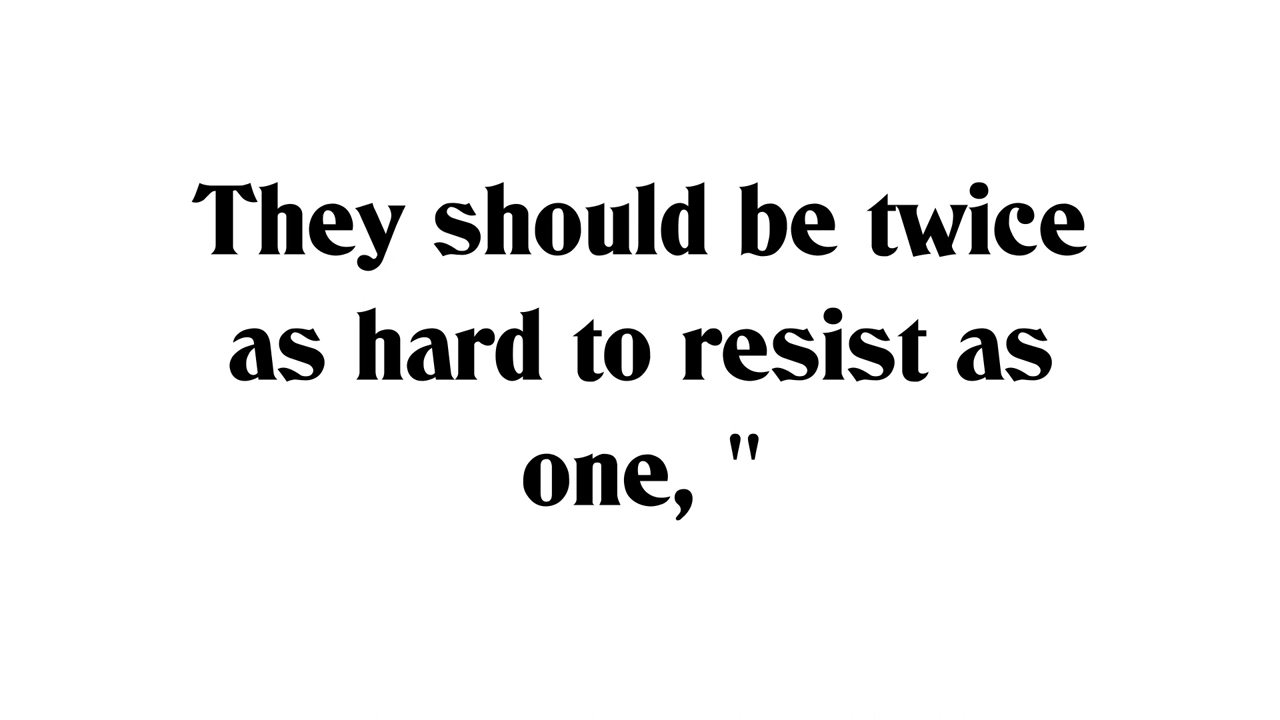 They should be twice
as hard to resist as
one, "